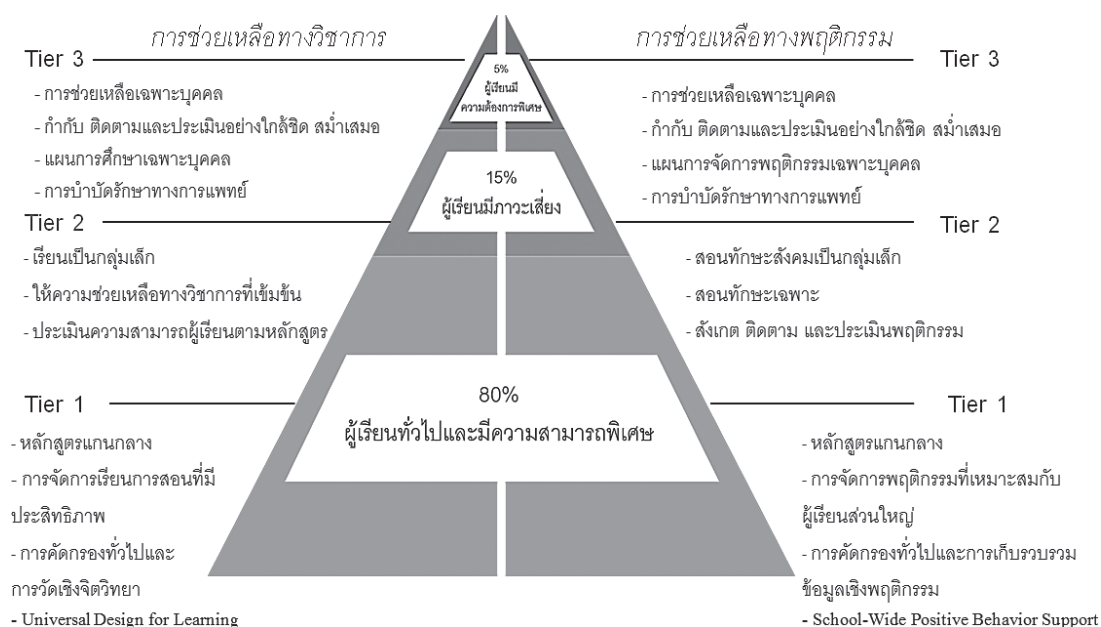 การช่วยเหลือทางวิชาการ
Tier 3
- การช่วยเหลือเฉพาะบุคคล
- กำกับ ติดตามและประเมินอย่างใกล้ชิด สม่ำเสมอ
- แผนการศึกษาเฉพาะบุคคล
- การบำบัดรักษาทางการแพทย์
Tier 2
- เรียนเป็นกลุ่มเล็ก
- ให้ความช่วยเหลือทางวิชาการที่เข้มข้น
- ประเมินความสามารถผู้เรียนตามหลักสูตร
Tier 1
- หลักสูตรแกนกลาง
- การจัดการเรียนการสอนที่มี
ประสิทธิภาพ
- การคัดกรองทั่วไปและ
การวัดเชิงจิตวิทยา
- Universal Design for Learning
5%
ผู้เรียนมี
ความต้องการพิเศษ
15%
ผู้เรียนมีภาวะเสี่ยง
80%
ผู้เรียนทั่วไปและมีความสามารถพิเศษ
การช่วยเหลือทางพฤติกรรม
Tier 3
- การช่วยเหลือเฉพาะบุคคล
- กำกับ ติดตามและประเมินอย่างใกล้ชิด สม่ำเสมอ
- แผนการจัดการพฤติกรรมเฉพาะบุคคล
- การบำบัดรักษาทางการแพทย์
Tier 2
- สอนทักษะสังคมเป็นกลุ่มเล็ก
- สอนทักษะเฉพาะ
- สังเกต ติดตาม และประเมินพฤติกรรม
Tier 1
- หลักสูตรแกนกลาง
- การจัดการพฤติกรรมที่เหมาะสมกับ
ผู้เรียนส่วนใหญ่
- การคัดกรองทั่วไปและการเก็บรวบรวม
ข้อมูลเชิงพฤติกรรม
- School-Wide Positive Behavior Support